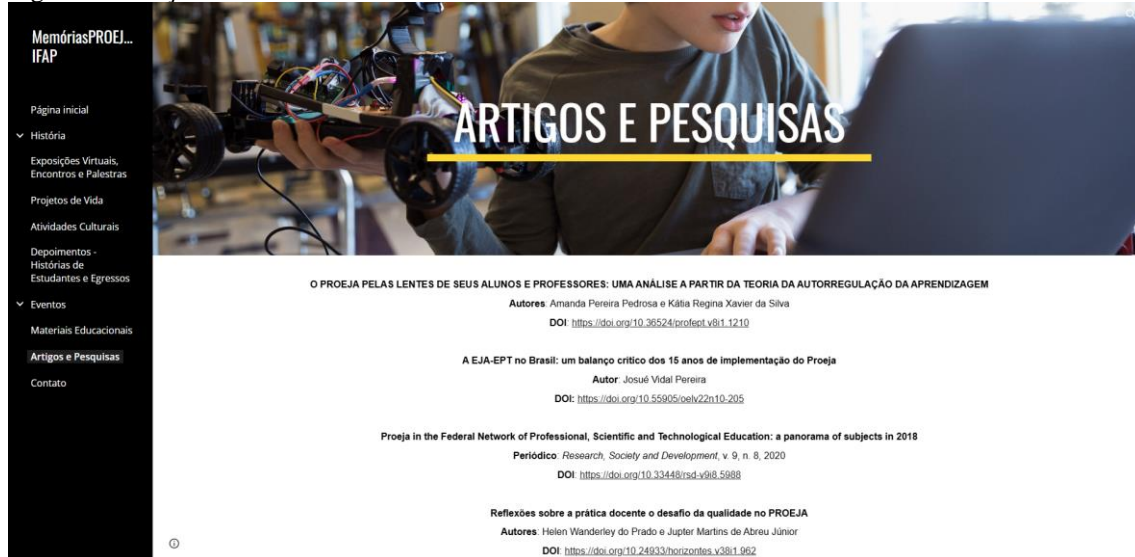 MemóriasPROEJ...
IFAP
Página inicial
História
Exposições Virtuais,
Encontros e Palestras
Projetos de Vida
Atividades Culturais
Depoimentos -
Histórias de
Estudantes e Egressos
Eventos
Materiais Educacionais
Artigos e Pesquisas
Contato
ARTIGOS E PESQUISAS
O PROEJA PELAS LENTES DE SEUS ALUNOS E PROFESSORES: UMA ANÁLISE A PARTIR DA TEORIA DA AUTORREGULAÇÃO DA APRENDIZAGEM
Autores: Amanda Pereira Pedrosa e Kátia Regina Xavier da Silva
DOI: https://doi.org/10.36524/profept.v8i1.1210
A EJA-EPT no Brasil: um balanço crítico dos 15 anos de implementação do Proeja
Autor: Josué Vidal Pereira
DOI: https://doi.org/10.55905/oelv22n10-205
Proeja in the Federal Network of Professional, Scientific and Technological Education: a panorama of subjects in 2018
Periódico: Research, Society and Development, v. 9, n. 8, 2020
DOI: https://doi.org/10.33448/rsd-v9i8.5988
Reflexões sobre a prática docente o desafio da qualidade no PROEJA
Autores: Helen Wanderley do Prado e Jupter Martins de Abreu Júnior
DOI: https://doi.org/10.24933/horizontes.v38i1.962